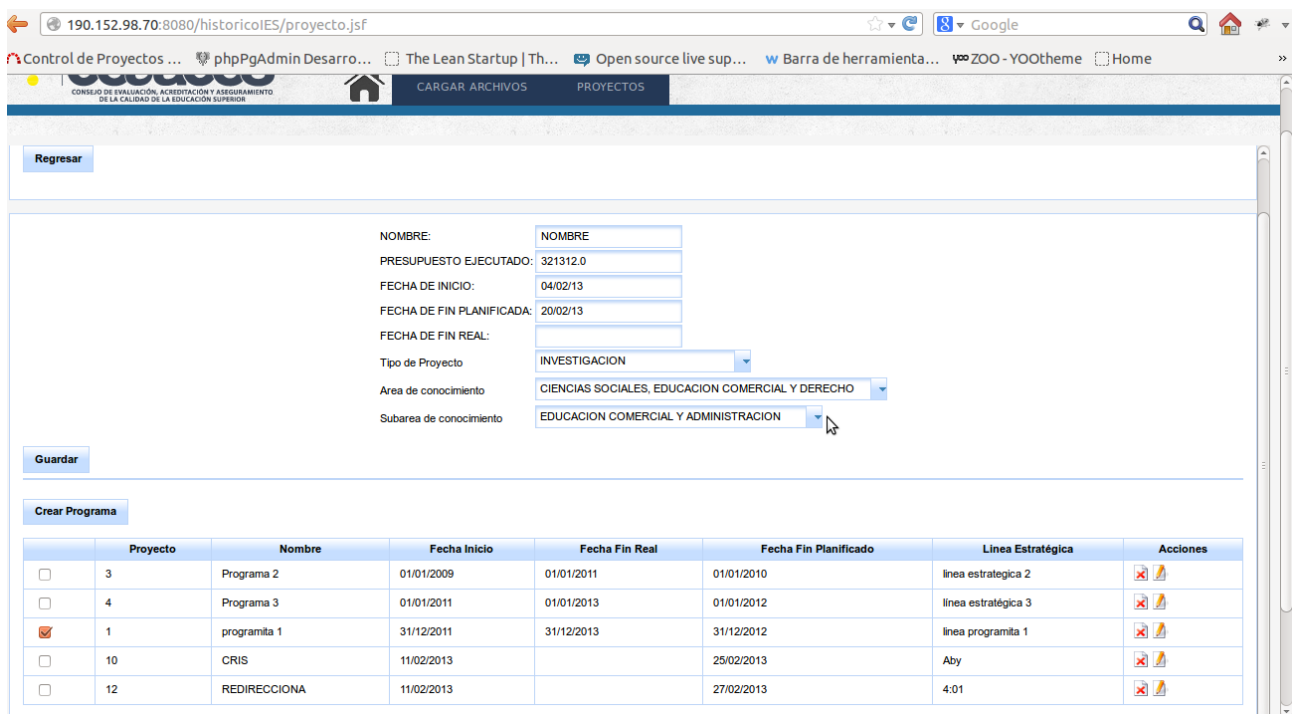 190.152.98.70:8080/historicoIES/proyecto.jsf Google
Control de Proyectos ... phpPgAdmin Desarro... The Lean Startup | Th... Open source live sup... Barra de herramienta... ZOO - YOOtheme Home »
CONSEJO DE EVALUACIÓN, ACREDITACIÓN Y ASEGURAMIENTO
DE LA CALIDAD DE LA EDUCACIÓN SUPERIOR
CARGAR ARCHIVOS PROYECTOS
Regresar
NOMBRE: NOMBRE
PRESUPUESTO EJECUTADO: 321312.0
FECHA DE INICIO: 04/02/13
FECHA DE FIN PLANIFICADA: 20/02/13
FECHA DE FIN REAL:
Tipo de Proyecto INVESTIGACION
Area de conocimiento CIENCIAS SOCIALES, EDUCACION COMERCIAL Y DERECHO
Subarea de conocimiento EDUCACION COMERCIAL Y ADMINISTRACION
Guardar
Crear Programa
Proyecto Nombre Fecha Inicio Fecha Fin Real Fecha Fin Planificado Linea Estratégica Acciones
3 Programa 2 01/01/2009 01/01/2011 01/01/2010 linea estrategica 2
4 Programa 3 01/01/2011 01/01/2013 01/01/2012 línea estratégica 3
1 programita 1 31/12/2011 31/12/2013 31/12/2012 linea programita 1
10 CRIS 11/02/2013 25/02/2013 Aby
12 REDIRECCIONA 11/02/2013 27/02/2013 4:01